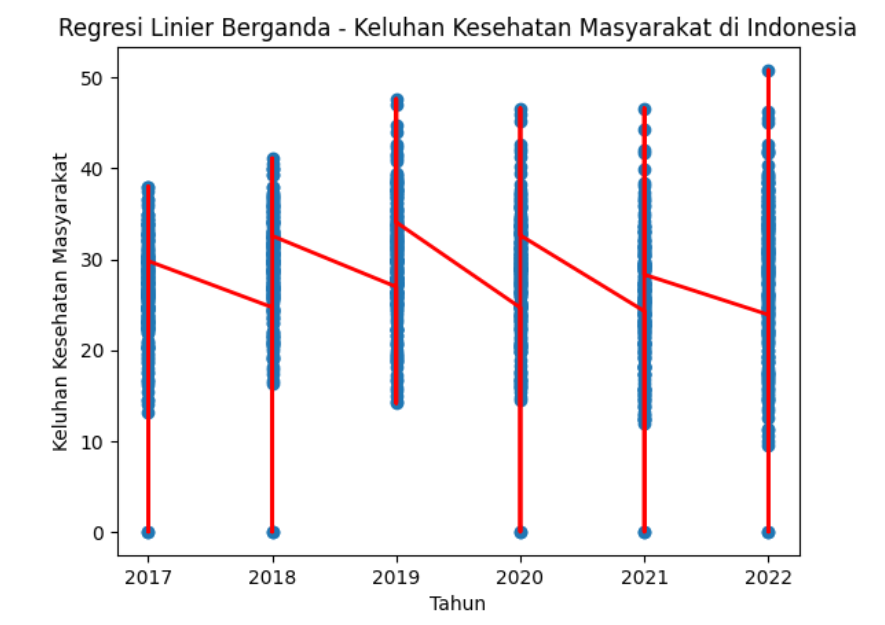 Regresi Linier Berganda - Keluhan Kesehatan Masyarakat di Indonesia
Keluhan Kesehatan Masyarakat
50
40
30
20
10
0
2017 2018 2019 2020 2021 2022
Tahun